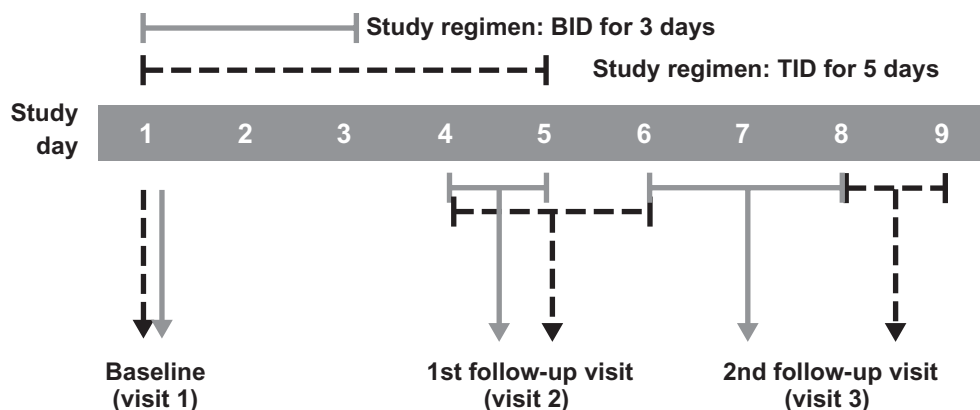 Study regimen: BID for 3 days
Study regimen: TID for 5 days
Study
day
1 2 3 4 5 6 7 8 9
Baseline
(visit 1)
1st follow-up visit
(visit 2)
2nd follow-up visit
(visit 3)